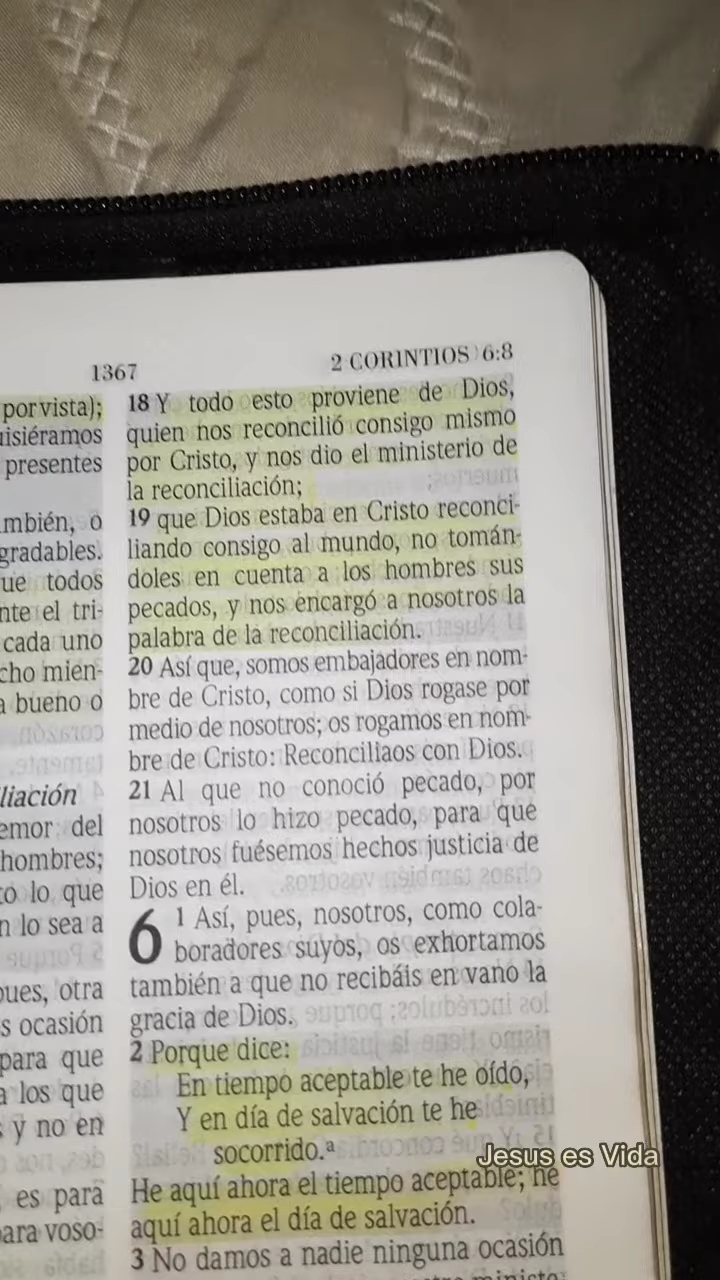 1367
2 CORINTIOS 6:8
por vista);
isiéramos
presentes
mbién, o
gradables.
ue todos
nte el tri-
cada uno
cho mien-
a bueno o
liación
emor del
hombres;
o lo que
n lo sea a
pues, otra
s ocasión
para que
a los que
s y no en
, es para
para voso-
18 Y todo esto proviene de Dios,
quien nos reconcilió consigo mismo
por Cristo, y nos dio el ministerio de
la reconciliación;
19 que Dios estaba en Cristo reconci-
liando consigo al mundo, no tomán-
doles en cuenta a los hombres sus
pecados, y nos encargó a nosotros la
palabra de la reconciliación.
20 Así que, somos embajadores en nom-
bre de Cristo, como si Dios rogase por
medio de nosotros; os rogamos en nom-
bre de Cristo: Reconciliaos con Dios.
21 Al que no conoció pecado, por
nosotros lo hizo pecado, para que
nosotros fuésemos hechos justicia de
Dios en él.
6 1 Así, pues, nosotros, como cola-
boradores suyos, os exhortamos
también a que no recibáis en vano la
gracia de Dios.
2 Porque dice:
En tiempo aceptable te he oído,
Y en día de salvación te he
socorrido.ª
He aquí ahora el tiempo aceptable; he
aquí ahora el día de salvación.
3 No damos a nadie ninguna ocasión
Jesus es Vida